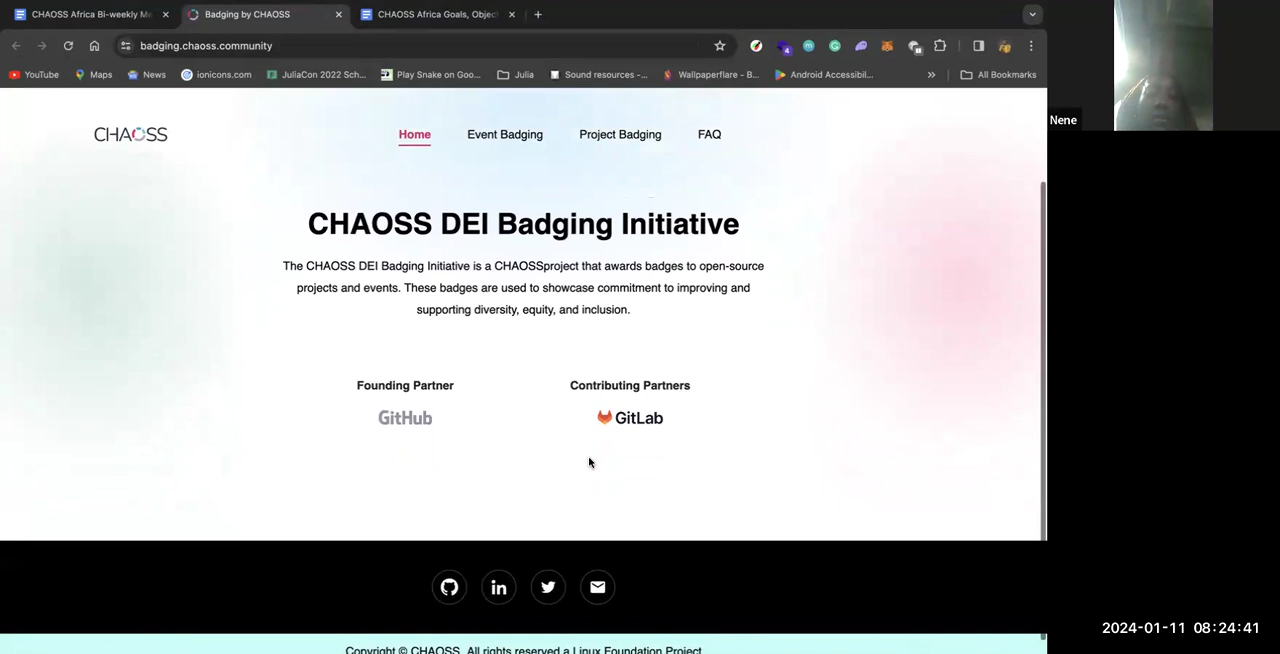 CHAOSS Africa Bi-weekly Me
Badging by CHAOSS
CHAOSS Africa Goals, Objec
badging.chaoss.community
4
YouTube
Maps
News
ionicons.com
JuliaCon 2022 Sch...
Play Snake on Goo...
Julia
Sound resources -...
Wallpaperflare - B...
Android Accessibil...
»
All Bookmarks
Nene
CHAOSS
Home
Event Badging
Project Badging
FAQ
CHAOSS DEI Badging Initiative
The CHAOSS DEI Badging Initiative is a CHAOSSproject that awards badges to open-source
projects and events. These badges are used to showcase commitment to improving and
supporting diversity, equity, and inclusion.
Founding Partner
Contributing Partners
GitHub
GitLab
in
2024-01-11 08:24:41
Copyright © CHAOSS. All rights reserved a Linux Foundation Project